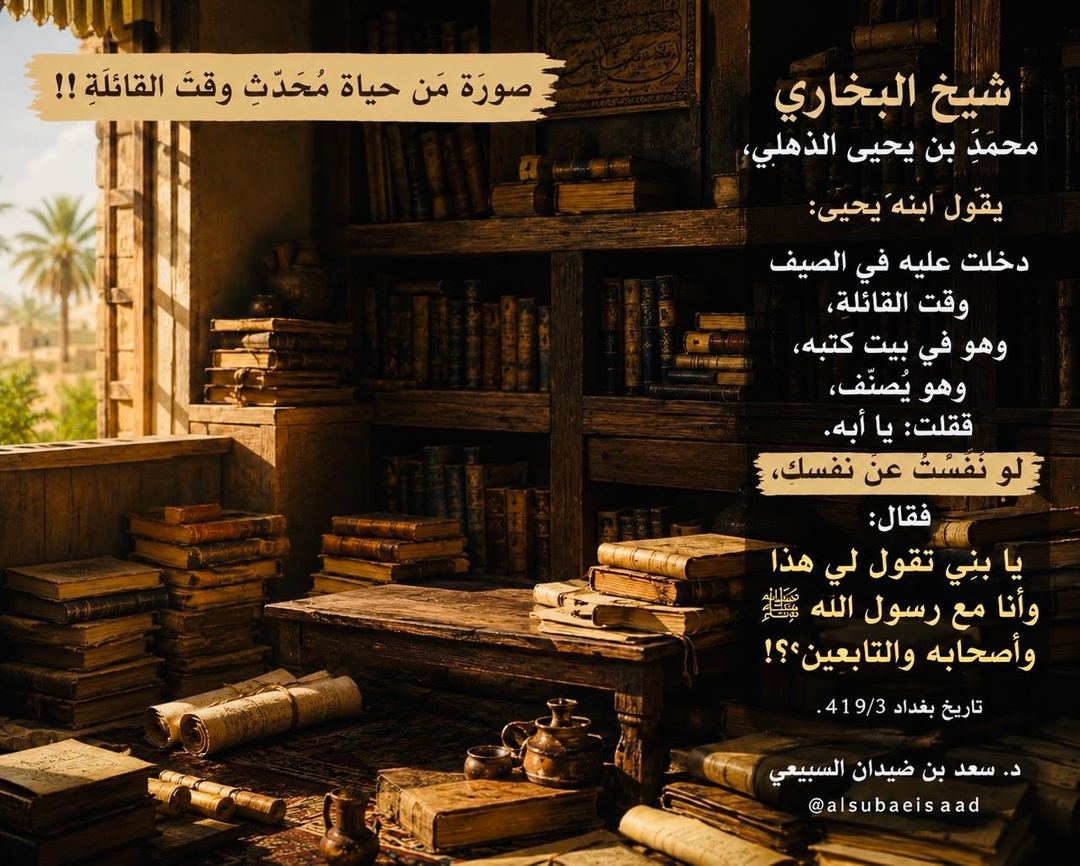 صورَة مَن حياة مُحَدّثِ وقتَ القائلَةِ !!
شيخ البخاري
محمَدَِ بن يحيى الذهلي،
يقّول ابنه َيحيى:
دخلت عليه في الصيف
وقت القائلةِ،
وهو في بيت كتبه،
وهو يُصنّف،
ققلت: يا أبه.
لو نَفَسْتُ عنَ نفسكِ،
فقال:
يا بنِي تقول لي هذا
وأنا مع رسول الله ﷺ
وأصحابه والتابعين؟!
تاريخ بغداد 419/3.
د. سعد بن ضيدان السبيعي
@alsubaeisaad